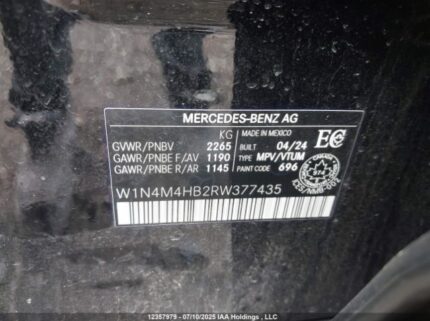 MERCEDES-BENZ AG
KG MADE IN MEXICO EC
GVWR/PNBV 2265 BUILT 04/24
GAWR/PNBE F/AV 1190 TYPE MPV/VTUM
GAWR/PNBE R/AR 1145 PAINT CODE 696
W1N4M4HB2RW377435
12357979 - 07/10/2025 IAA Holdings , LLC